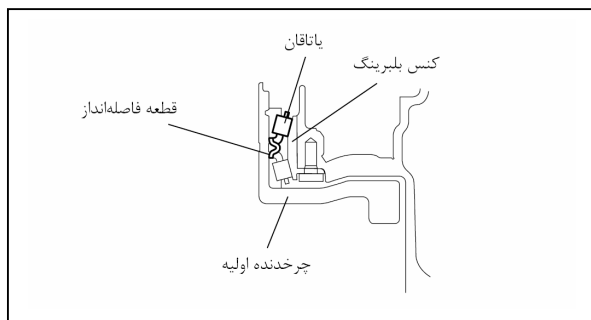 یاتاقان
کنس بلبرینگ
قطعه فاصله‌انداز
چرخدنده اولیه